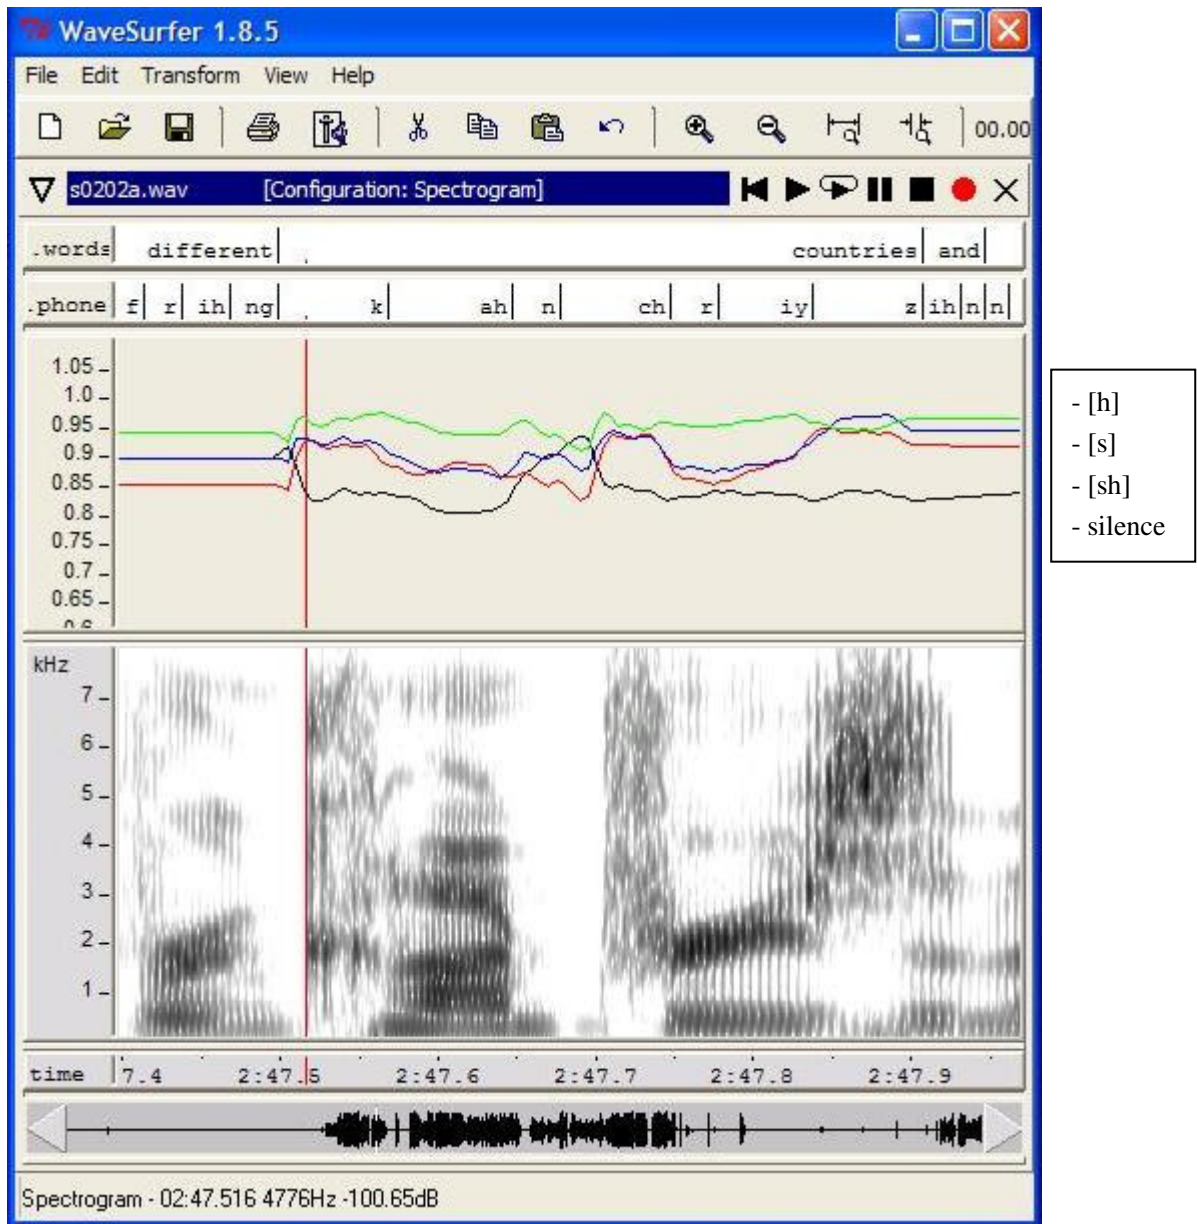 WaveSurfer 1.8.5
File Edit Transform View Help
00.00
s0202a.wav [Configuration: Spectrogram]
.words different countries and
.phone f r ih ng k ah n ch r iy z ih n n
1.05
1.0
0.95
0.9
0.85
0.8
0.75
0.7
0.65
0.6
- [h]
- [s]
- [sh]
- silence
kHz
7
6
5
4
3
2
1
time 7.4 2:47.5 2:47.6 2:47.7 2:47.8 2:47.9
Spectrogram - 02:47.516 4776Hz -100.65dB